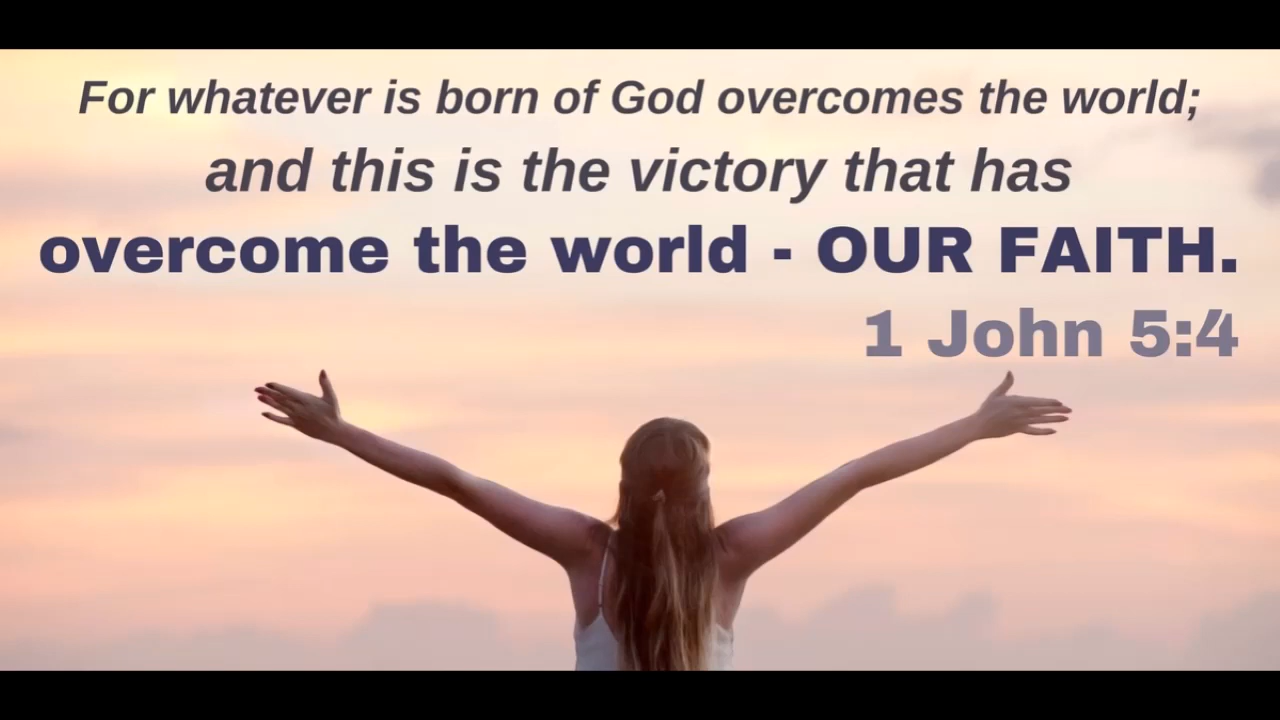 For whatever is born of God overcomes the world;
and this is the victory that has
overcome the world - OUR FAITH.
1 John 5:4